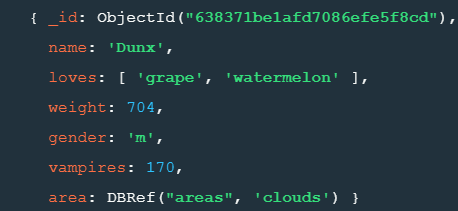 { _id: ObjectId("638371be1afd7086efe5f8cd"),
name: 'Dunx',
loves: [ 'grape', 'watermelon' ],
weight: 704,
gender: 'm',
vampires: 170,
area: DBRef("areas", 'clouds') }